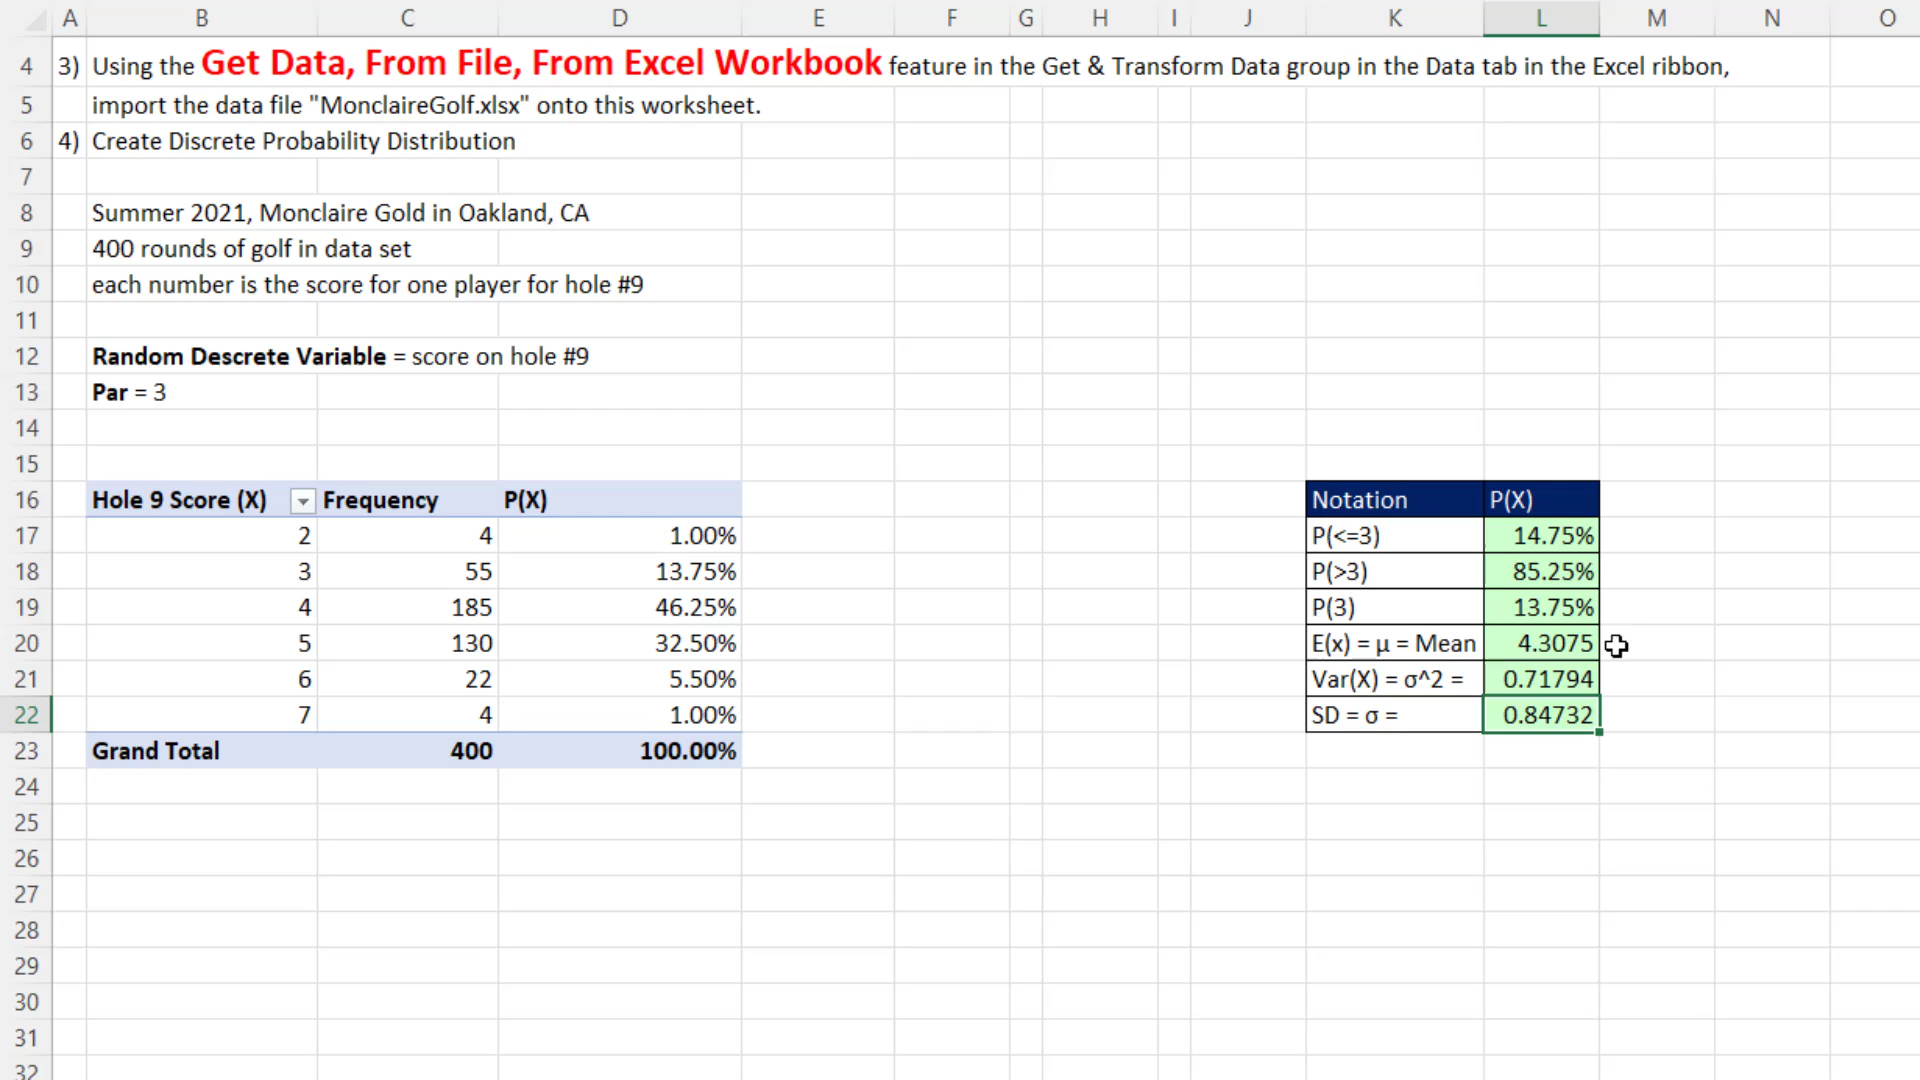 A B C D E F G H I J K L M N O
4 3) Using the Get Data, From File, From Excel Workbook feature in the Get & Transform Data group in the Data tab in the Excel ribbon,
5 import the data file "MonclaireGolf.xlsx" onto this worksheet.
6 4) Create Discrete Probability Distribution
7
8 Summer 2021, Monclaire Gold in Oakland, CA
9 400 rounds of golf in data set
10 each number is the score for one player for hole #9
11
12 Random Descrete Variable = score on hole #9
13 Par = 3
14
15
16 Hole 9 Score (X) Frequency P(X) Notation P(X)
17 2 4 1.00% P(<=3) 14.75%
18 3 55 13.75% P(>3) 85.25%
19 4 185 46.25% P(3) 13.75%
20 5 130 32.50% E(x) = μ = Mean 4.3075
21 6 22 5.50% Var(X) = σ^2 = 0.71794
22 7 4 1.00% SD = σ = 0.84732
23 Grand Total 400 100.00%
24
25
26
27
28
29
30
31
32